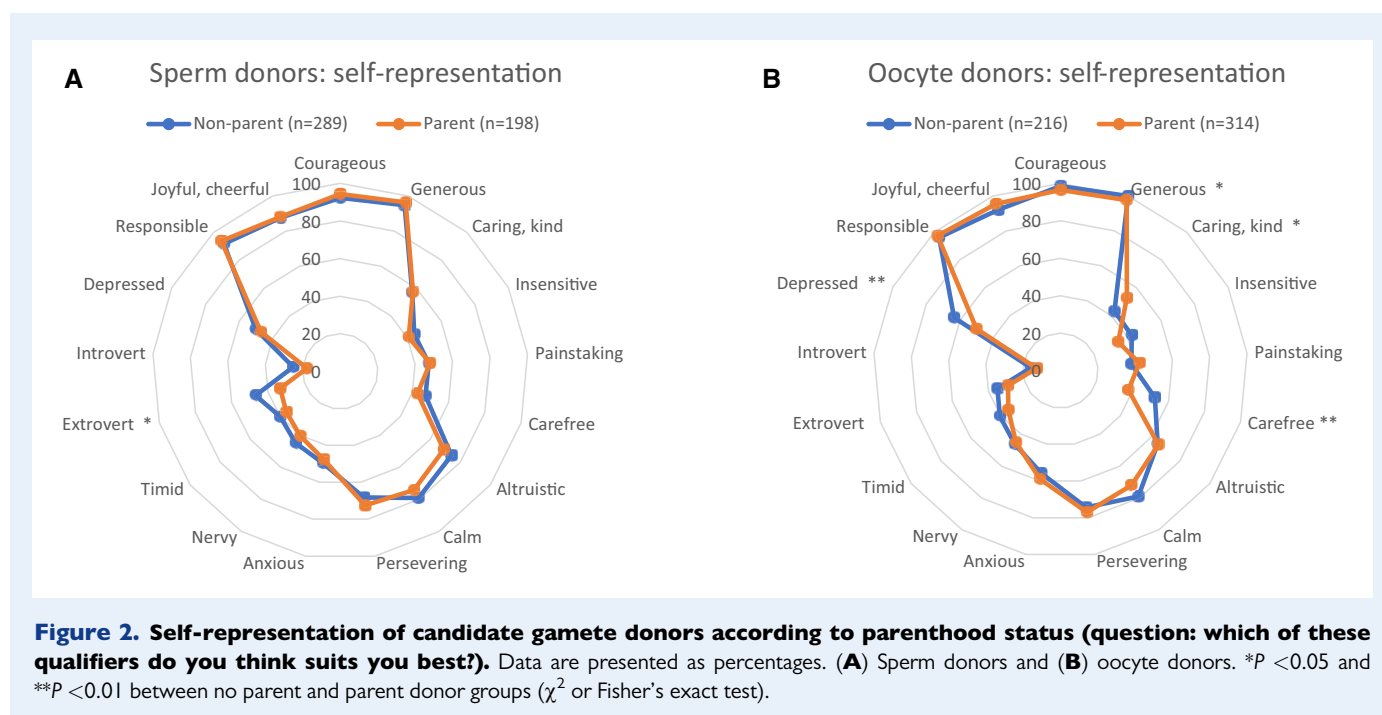 A
Sperm donors: self-representation
Non-parent (n=289)
Parent (n=198)
Courageous
Generous
Caring, kind
Insensitive
Painstaking
Carefree
Altruistic
Calm
Persevering
Anxious
Nervy
Timid
Extrovert *
Introvert
Depressed
Responsible
Joyful, cheerful
100
80
60
40
20
0
B
Oocyte donors: self-representation
Non-parent (n=216)
Parent (n=314)
Courageous
Generous *
Caring, kind *
Insensitive
Painstaking
Carefree **
Altruistic
Calm
Persevering
Anxious
Nervy
Timid
Extrovert
Introvert
Depressed **
Responsible
Joyful, cheerful
100
80
60
40
20
0
Figure 2. Self-representation of candidate gamete donors according to parenthood status (question: which of these
qualifiers do you think suits you best?). Data are presented as percentages. (A) Sperm donors and (B) oocyte donors. *P <0.05 and
**P <0.01 between no parent and parent donor groups (χ² or Fisher's exact test).